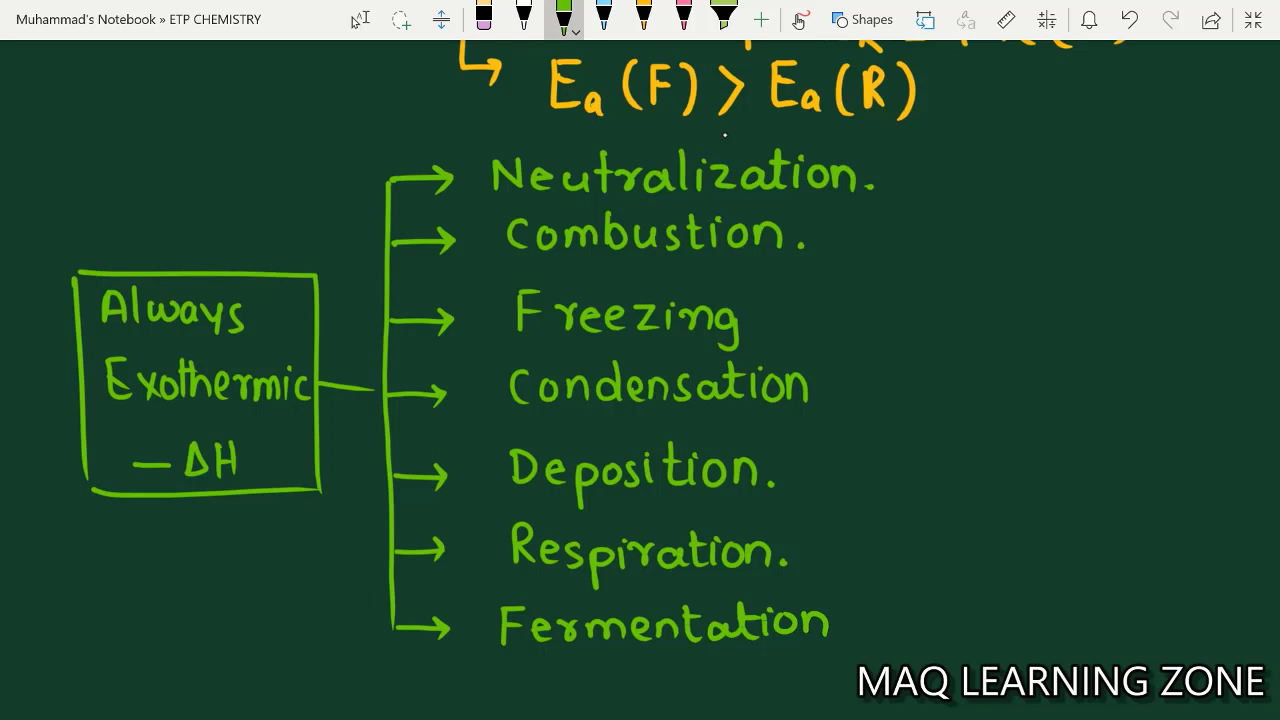 Muhammad's Notebook » ETP CHEMISTRY
Shapes
Ea (F) > Ea (R)
Neutralization.
Combustion.
Freezing
Always
Exothermic
Condensation
— ΔH
Deposition.
Respiration.
Fermentation
MAQ LEARNING ZONE